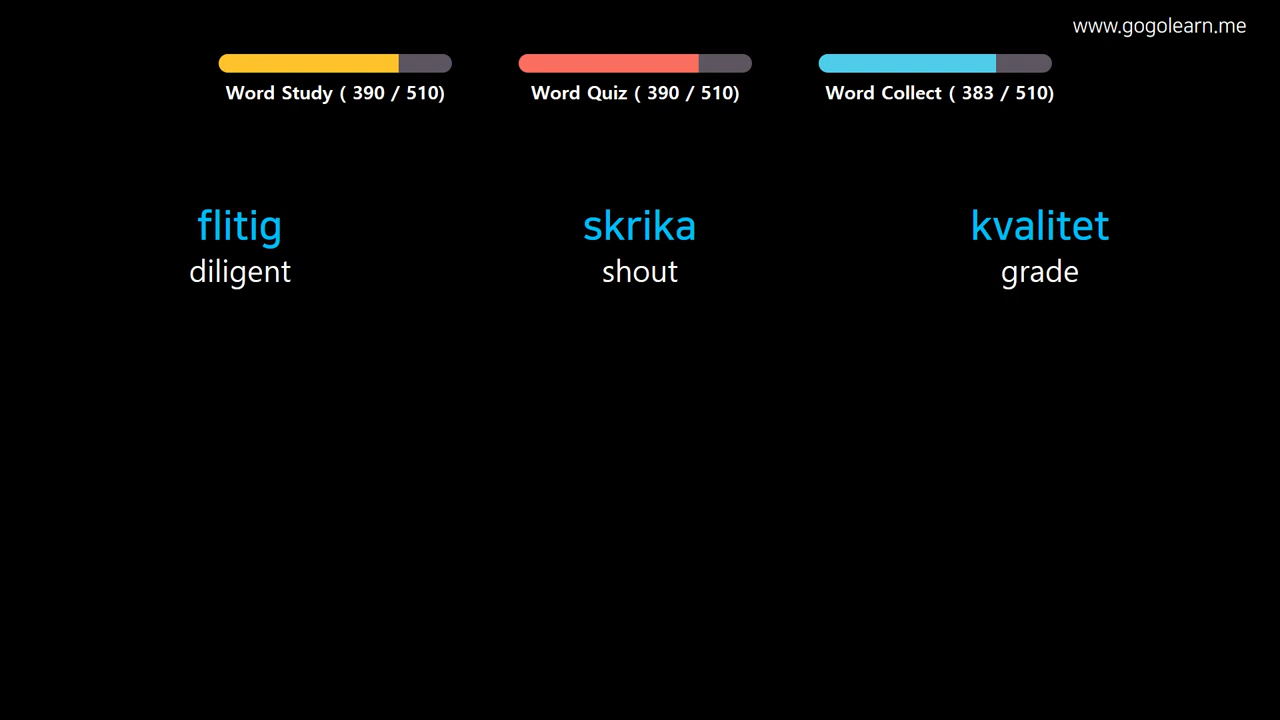 www.gogolearn.me
Word Study ( 390 / 510)
Word Quiz ( 390 / 510)
Word Collect ( 383 / 510)
flitig
diligent
skrika
shout
kvalitet
grade